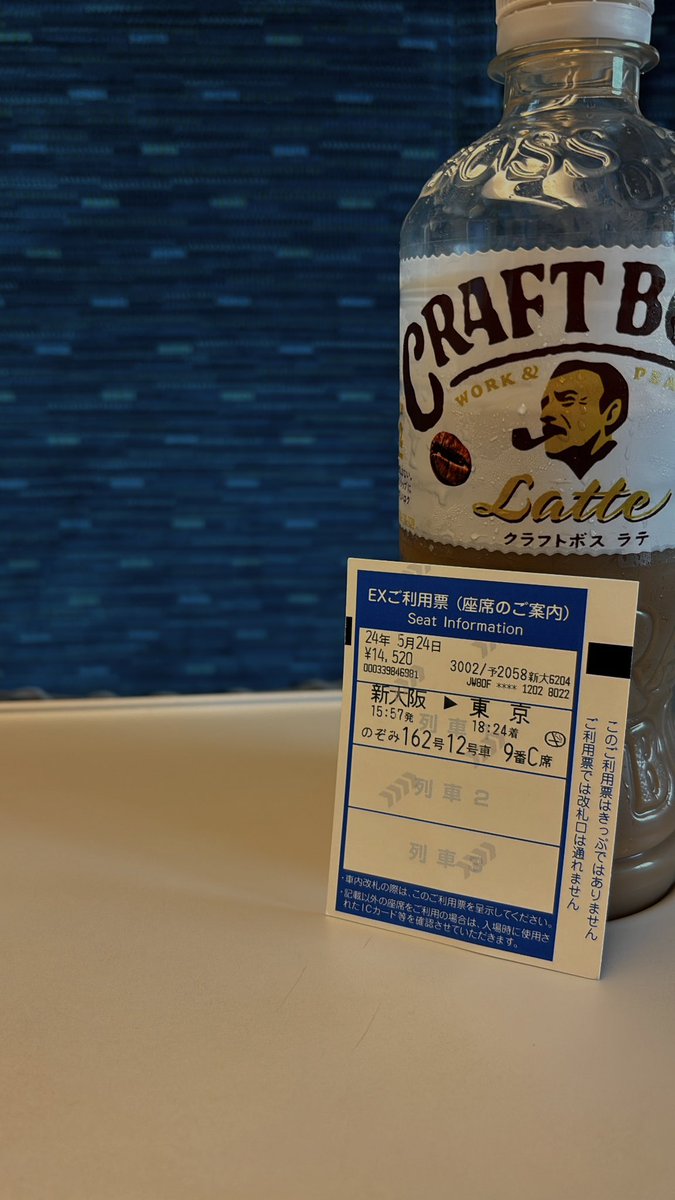 BOSS
CRAFT BO
WORK & PEA
Latte
クラフトボス ラテ
EXご利用票（座席のご案内）
Seat Information
24年 5月24日
¥14,520
3002/予2058新大6204
000339846981
JW8DF **** 1202 8022
新大阪 ▶ 東京
15:57発 18:24着
列車
のぞみ162号12号車 9番C席
列車2
列車3
・車内改札の際は、このご利用票を呈示してください。
・記載以外の座席をご利用の場合は、入場時に使用さ
れたICカード等を確認させていただきます。
このご利用票はきっぷではありません
ご利用票では改札口は通れません